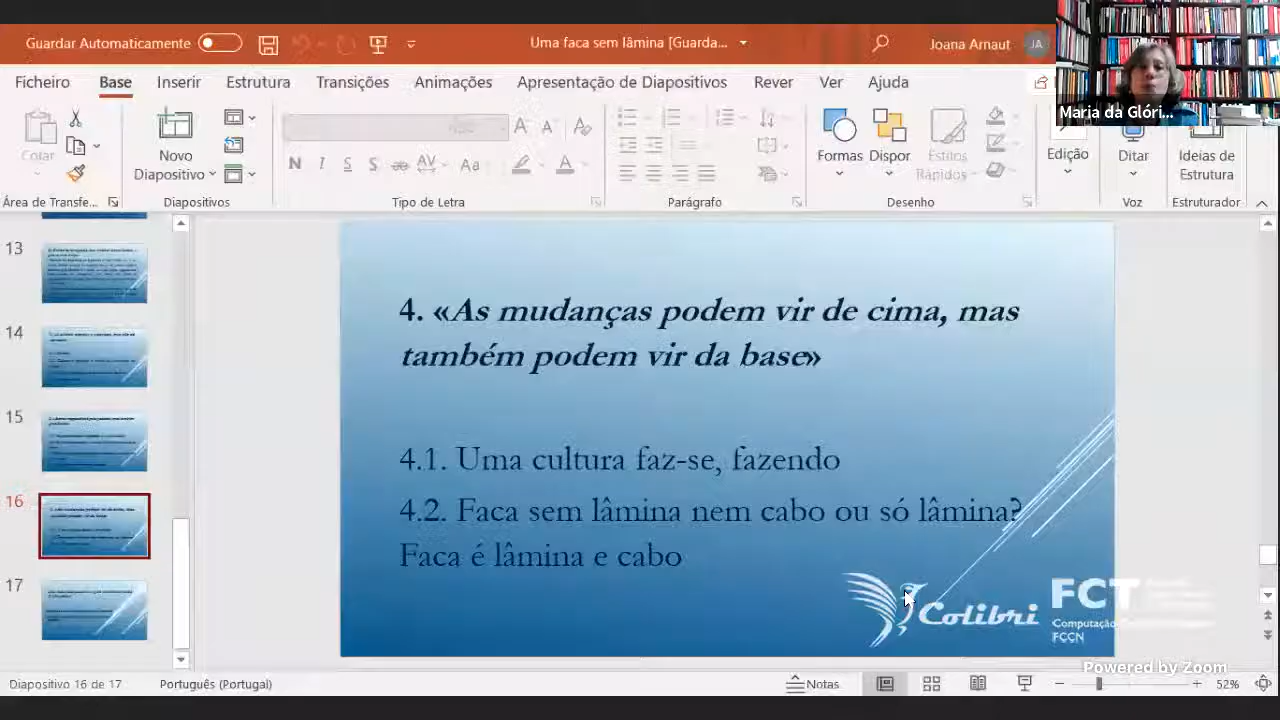 Guardar Automaticamente
Uma faca sem lâmina [Guarda...
Joana Arnaut
JA
Maria da Glóri...
Ficheiro Base Inserir Estrutura Transições Animações Apresentação de Diapositivos Rever Ver Ajuda
Colar
Novo
Diapositivo
N I S S ab AV Aa A
Formas
Dispor
Estilos
Rápidos
Edição
Ditar
Ideias de
Estrutura
Área de Transfe...
Diapositivos
Tipo de Letra
Parágrafo
Desenho
Voz
Estruturador
13
14
15
16
17
4. «As mudanças podem vir de cima, mas
também podem vir da base»
4.1. Uma cultura faz-se, fazendo
4.2. Faca sem lâmina nem cabo ou só lâmina?
Faca é lâmina e cabo
Colibri
FCT
Computação
FCCN
Powered by Zoom
Diapositivo 16 de 17
Português (Portugal)
Notas
52%